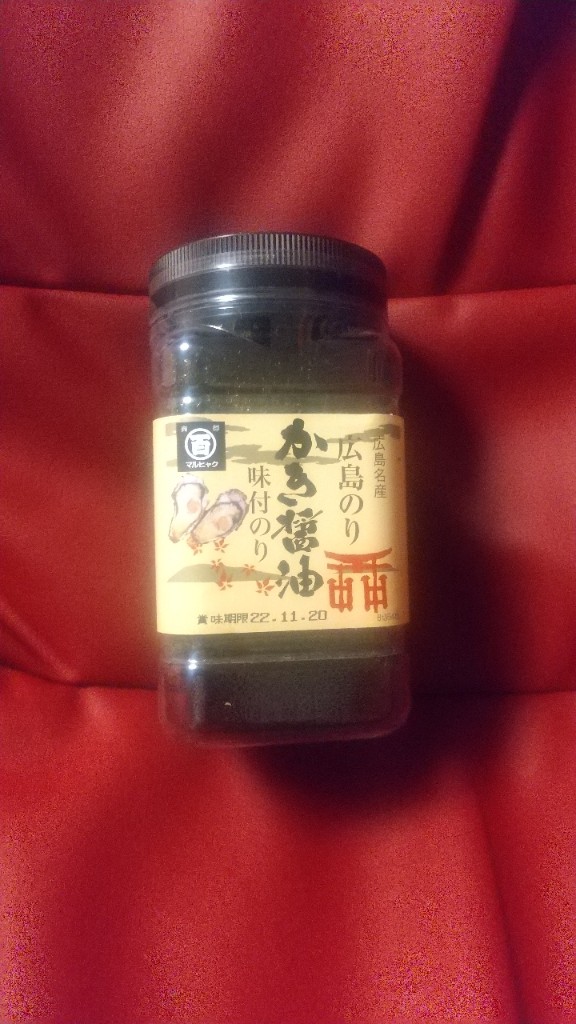 広島名産
広島のり
かき醤油
味付のり
百
マルヒャク
賞味期限22.11.20